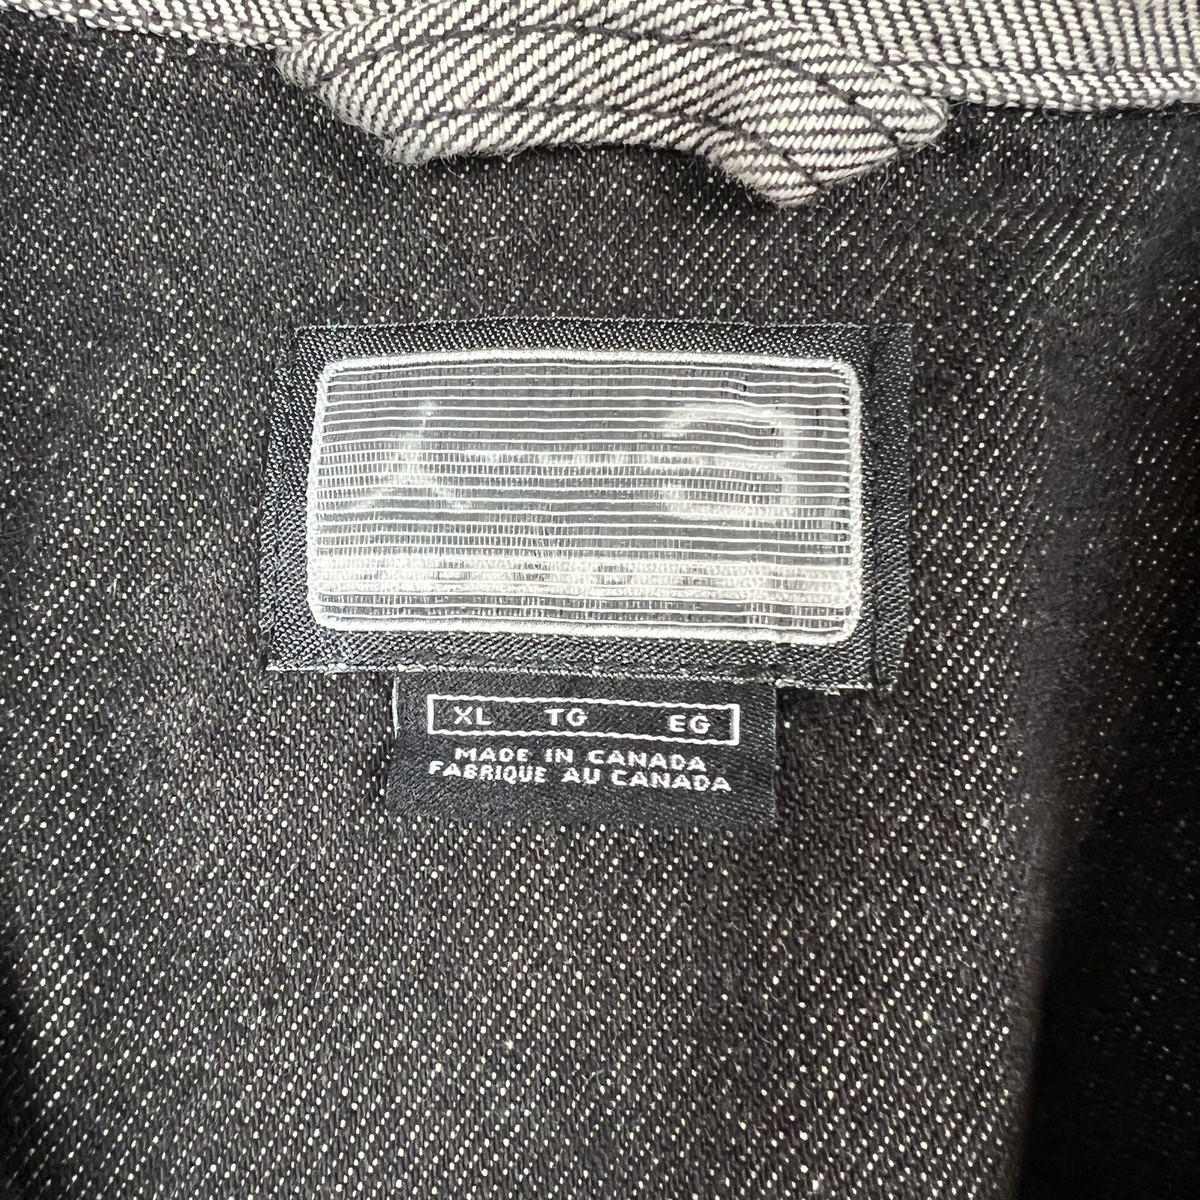 XL TG EG
MADE IN CANADA
FABRIQUE AU CANADA